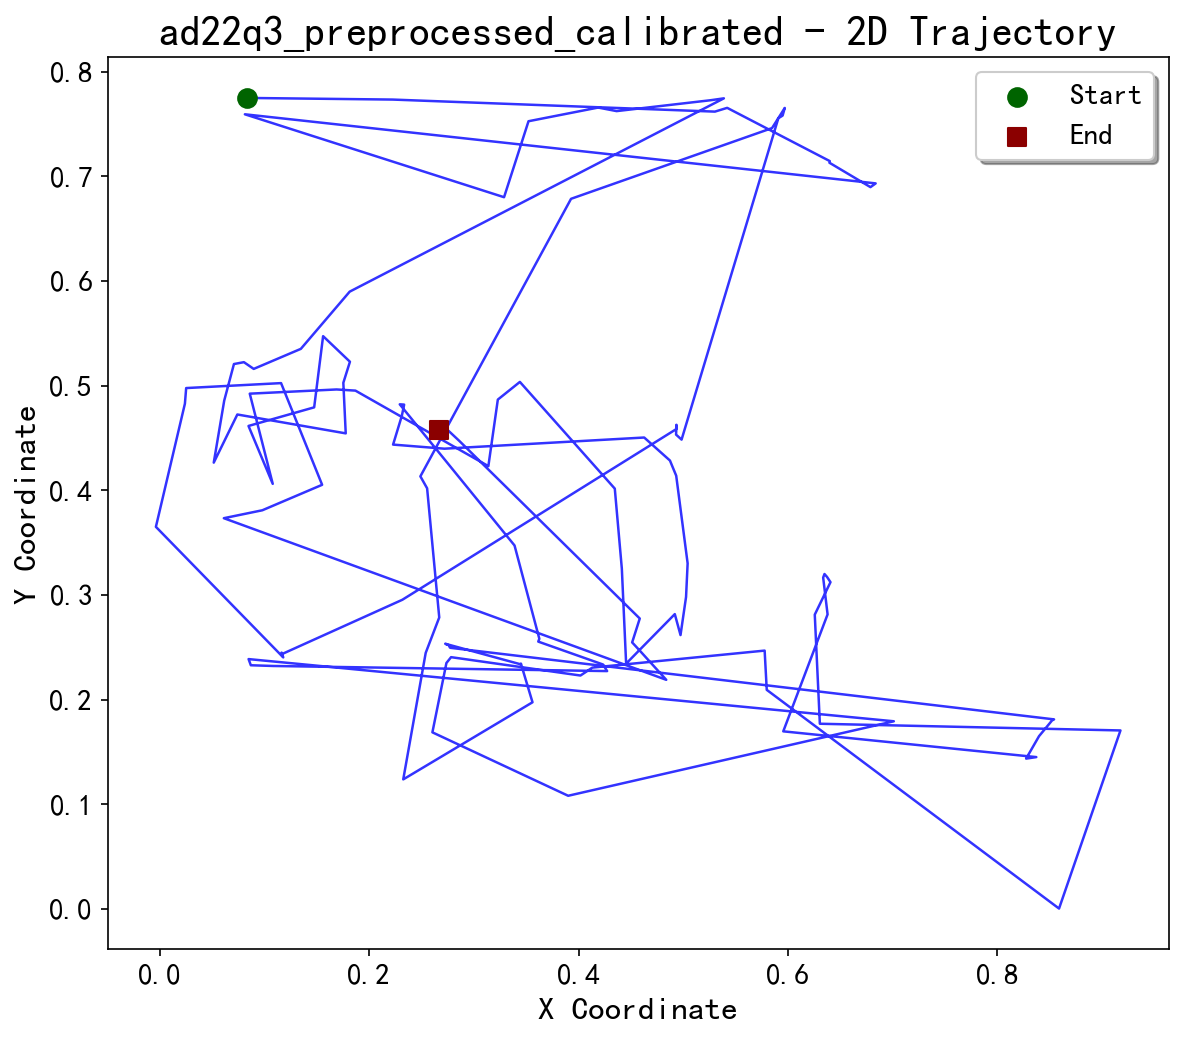 ad22q3_preprocessed_calibrated - 2D Trajectory
Start
End
0.8
0.7
0.6
0.5
0.4
0.3
0.2
0.1
0.0
Y Coordinate
0.0 0.2 0.4 0.6 0.8
X Coordinate